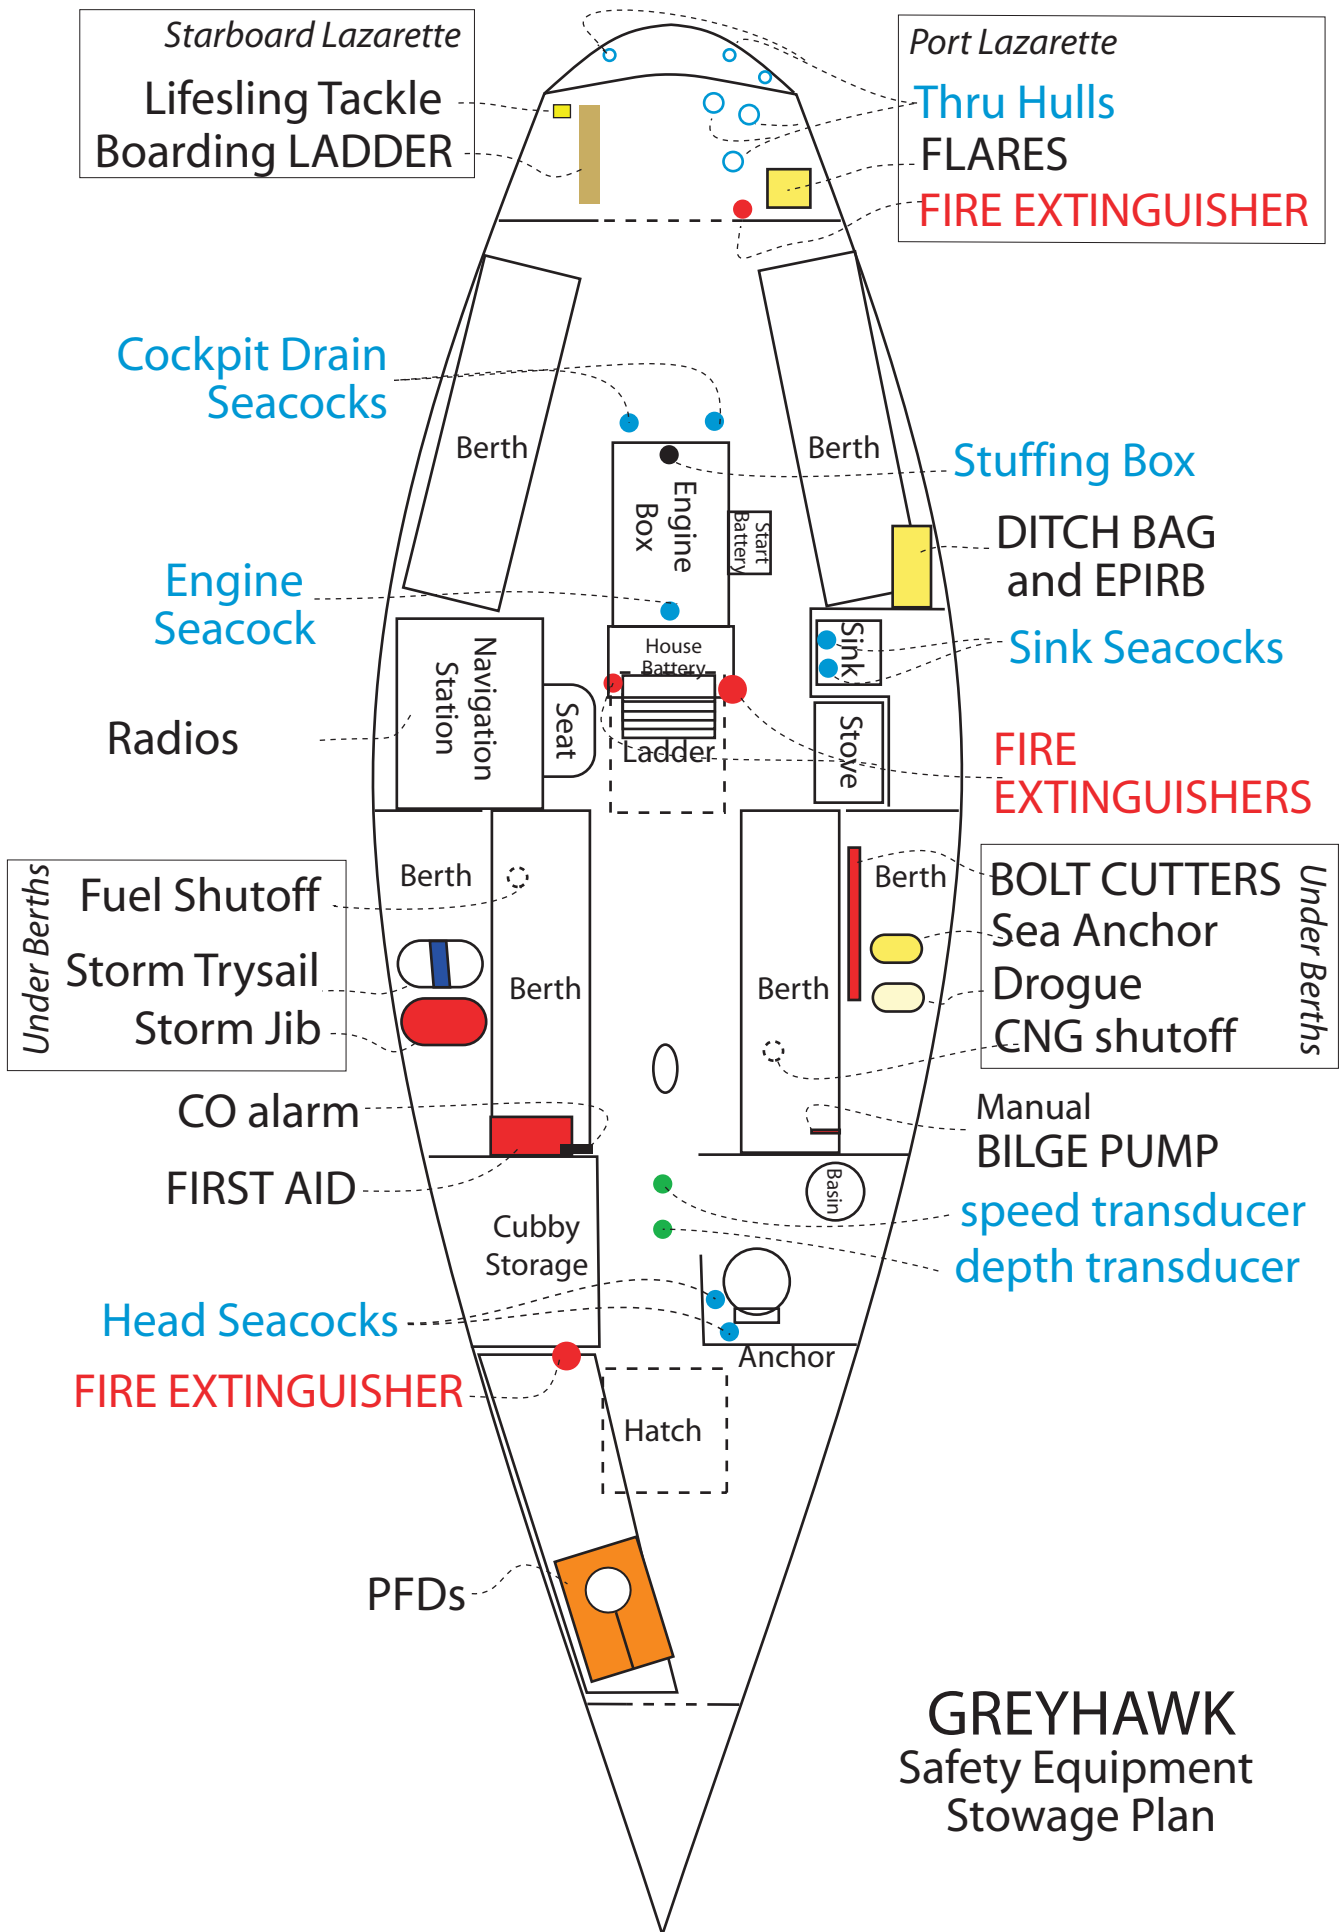 Starboard Lazarette
Lifesling Tackle
Boarding LADDER
Port Lazarette
Thru Hulls
FLARES
FIRE EXTINGUISHER
Cockpit Drain
Seacocks
Berth
Berth
Stuffing Box
Engine
Box
Start
Battery
DITCH BAG
and EPIRB
Engine
Seacock
House
Battery
Sink
Sink Seacocks
Navigation
Station
Seat
Radios
Ladder
Stove
FIRE
EXTINGUISHERS
Under Berths
Fuel Shutoff
Storm Trysail
Storm Jib
Berth
Berth
Berth
Berth
BOLT CUTTERS
Sea Anchor
Drogue
CNG shutoff
Under Berths
CO alarm
FIRST AID
Manual
BILGE PUMP
Basin
speed transducer
depth transducer
Cubby
Storage
Head Seacocks
FIRE EXTINGUISHER
Anchor
Hatch
PFDs
GREYHAWK
Safety Equipment
Stowage Plan